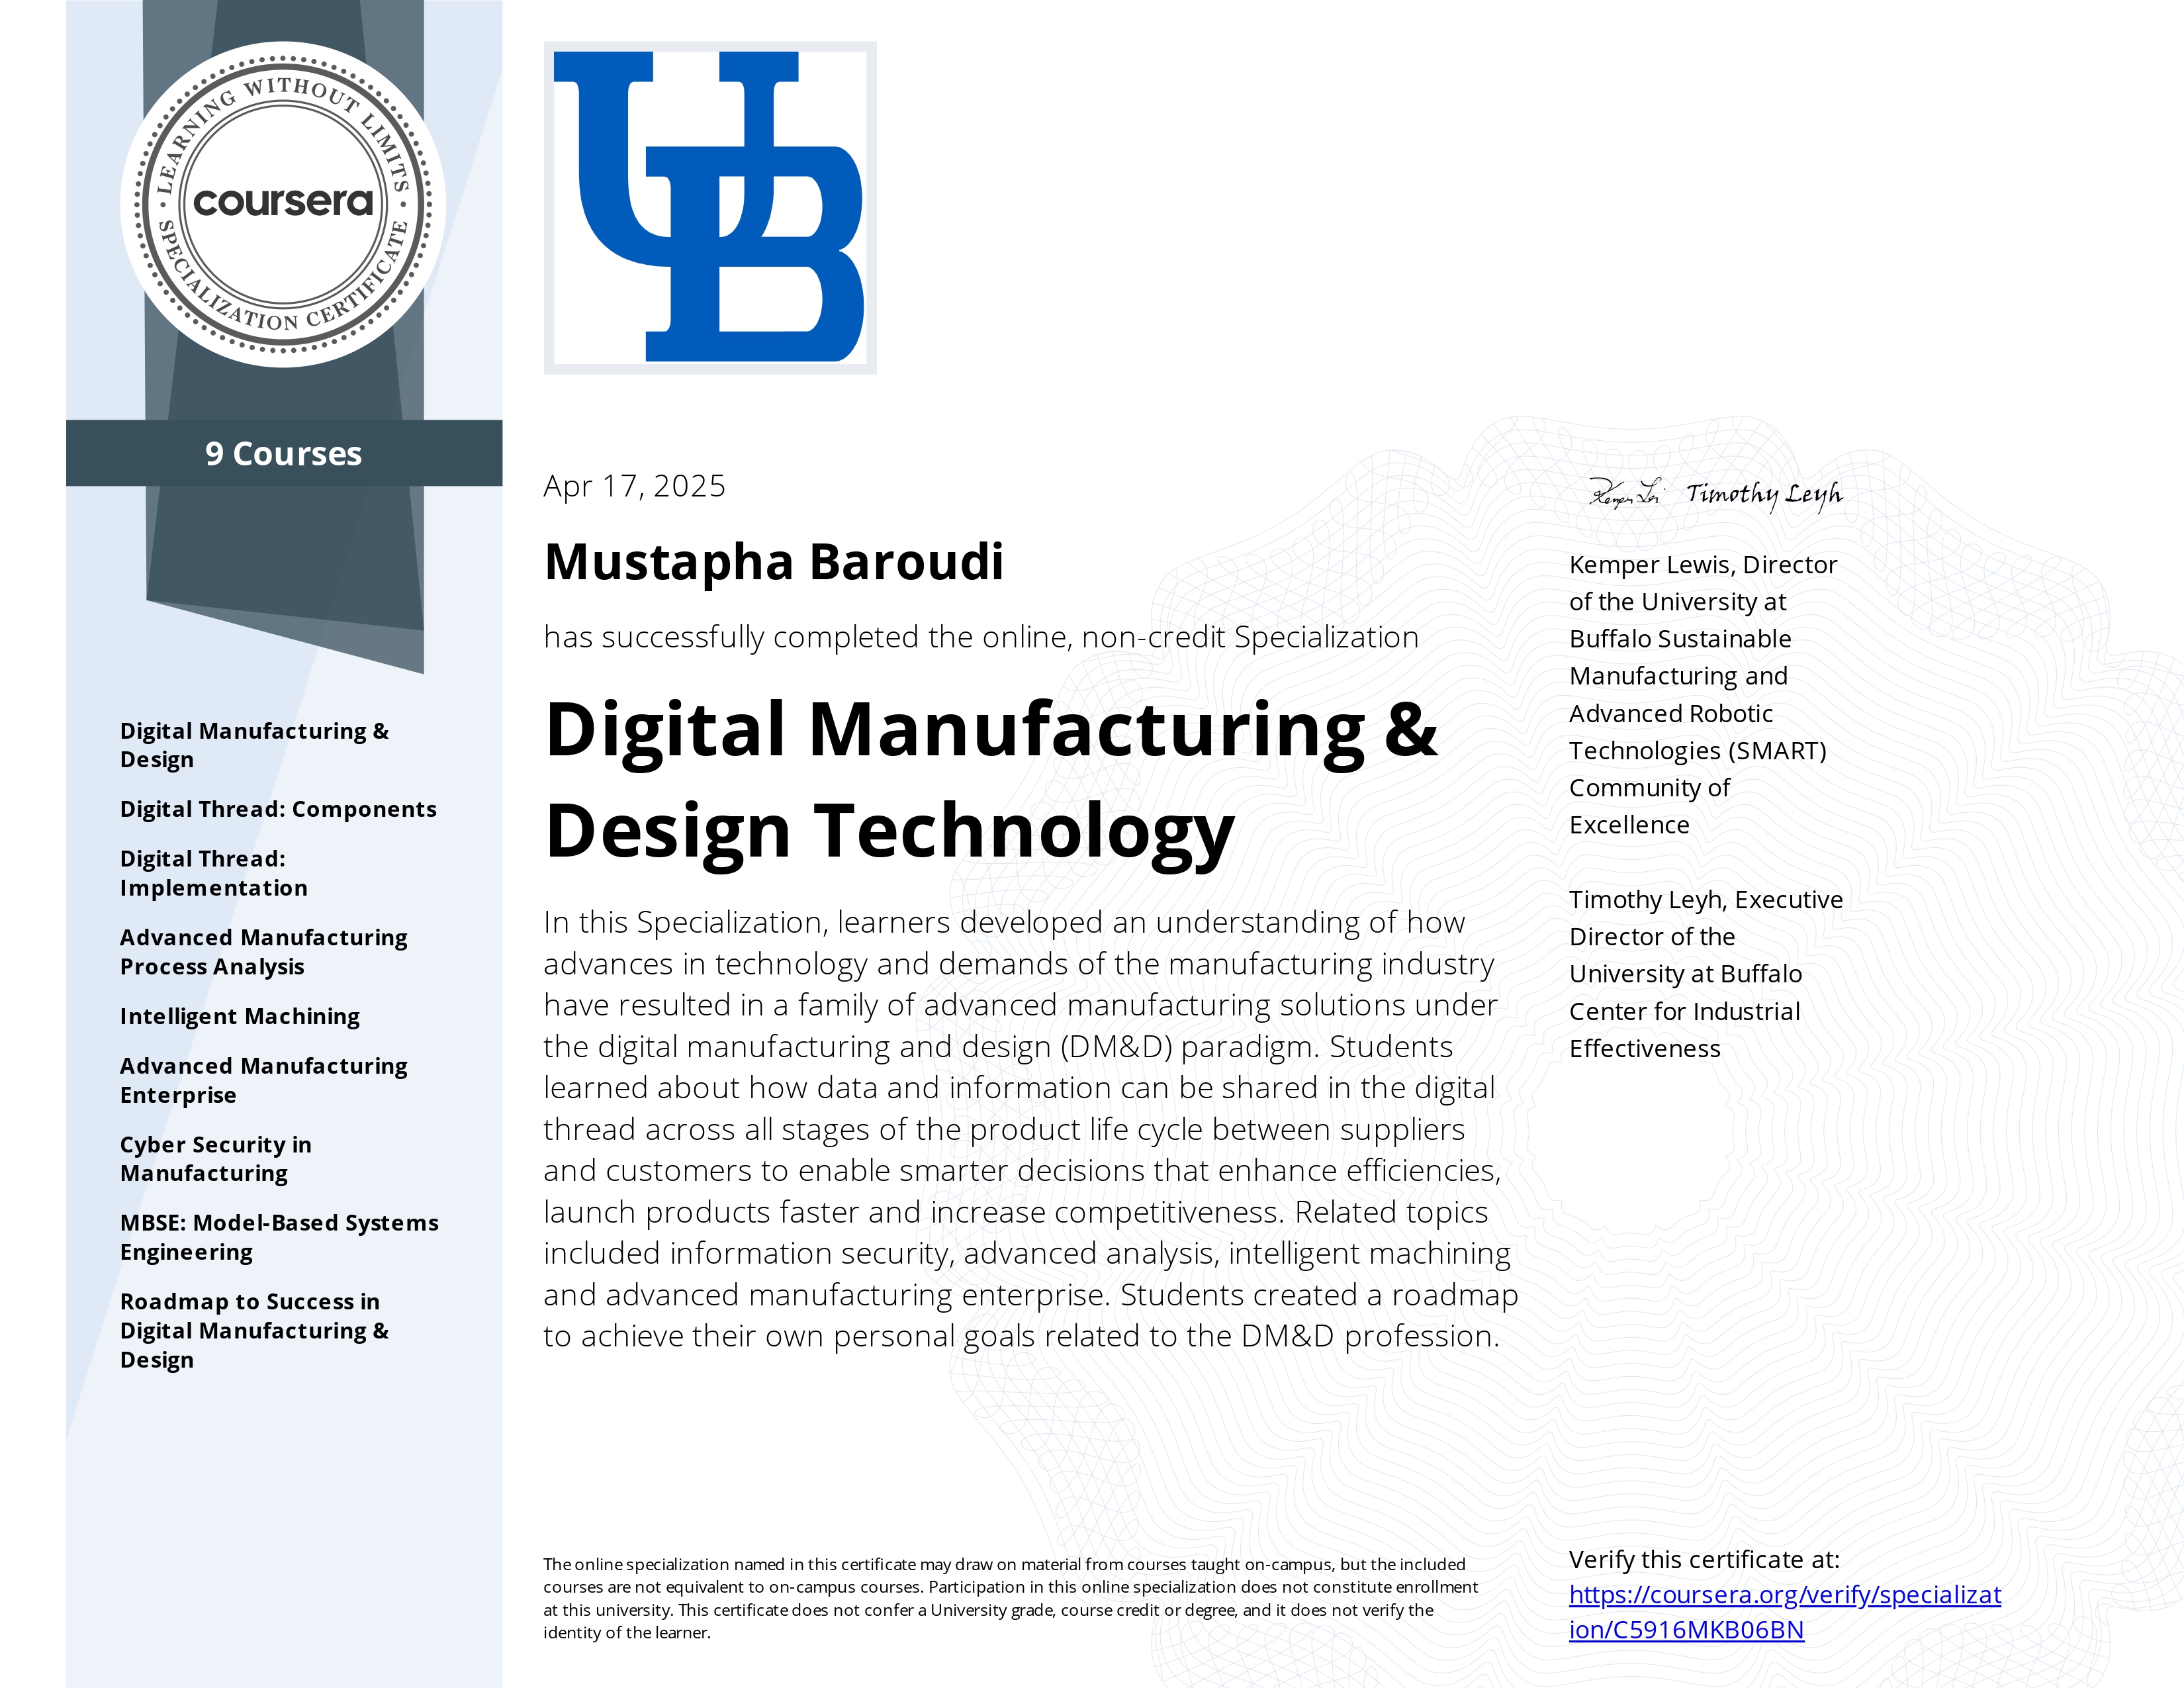 LEARNING WITHOUT LIMITS
coursera
SPECIALIZATION CERTIFICATE
UB
9 Courses
Digital Manufacturing &
Design
Digital Thread: Components
Digital Thread:
Implementation
Advanced Manufacturing
Process Analysis
Intelligent Machining
Advanced Manufacturing
Enterprise
Cyber Security in
Manufacturing
MBSE: Model-Based Systems
Engineering
Roadmap to Success in
Digital Manufacturing &
Design
Apr 17, 2025
Mustapha Baroudi
has successfully completed the online, non-credit Specialization
Digital Manufacturing &
Design Technology
In this Specialization, learners developed an understanding of how
advances in technology and demands of the manufacturing industry
have resulted in a family of advanced manufacturing solutions under
the digital manufacturing and design (DM&D) paradigm. Students
learned about how data and information can be shared in the digital
thread across all stages of the product life cycle between suppliers
and customers to enable smarter decisions that enhance efficiencies,
launch products faster and increase competitiveness. Related topics
included information security, advanced analysis, intelligent machining
and advanced manufacturing enterprise. Students created a roadmap
to achieve their own personal goals related to the DM&D profession.
Timothy Leyh
Kemper Lewis, Director
of the University at
Buffalo Sustainable
Manufacturing and
Advanced Robotic
Technologies (SMART)
Community of
Excellence
Timothy Leyh, Executive
Director of the
University at Buffalo
Center for Industrial
Effectiveness
The online specialization named in this certificate may draw on material from courses taught on-campus, but the included
courses are not equivalent to on-campus courses. Participation in this online specialization does not constitute enrollment
at this university. This certificate does not confer a University grade, course credit or degree, and it does not verify the
identity of the learner.
Verify this certificate at:
https://coursera.org/verify/specializat
ion/C5916MKB06BN